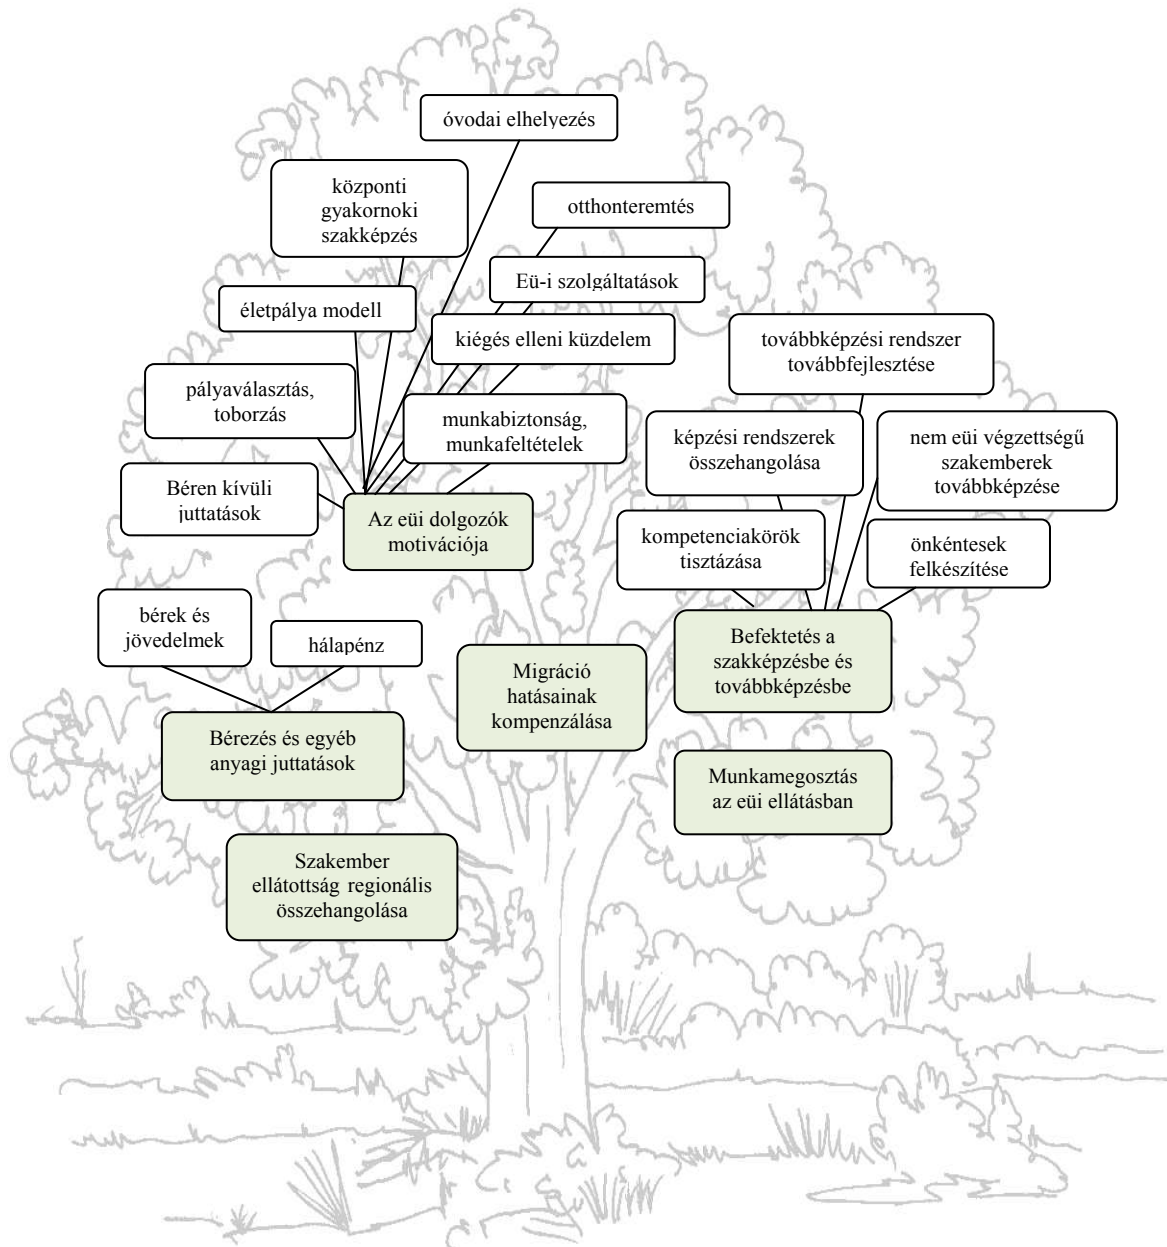 óvodai elhelyezés
központi
gyakornoki
szakképzés
otthonteremtés
Eü-i szolgáltatások
életpálya modell
kiégés elleni küzdelem
továbbképzési rendszer
továbbfejlesztése
pályaválasztás,
toborzás
munkabiztonság,
munkafeltételek
képzési rendszerek
összehangolása
nem eüi végzettségű
szakemberek
továbbképzése
Béren kívüli
juttatások
Az eüi dolgozók
motivációja
kompetenciakörök
tisztázása
önkéntesek
felkészítése
bérek és
jövedelmek
hálapénz
Befektetés a
szakképzésbe és
továbbképzésbe
Migráció
hatásainak
kompenzálása
Bérezés és egyéb
anyagi juttatások
Munkamegosztás
az eüi ellátásban
Szakember
ellátottság regionális
összehangolása